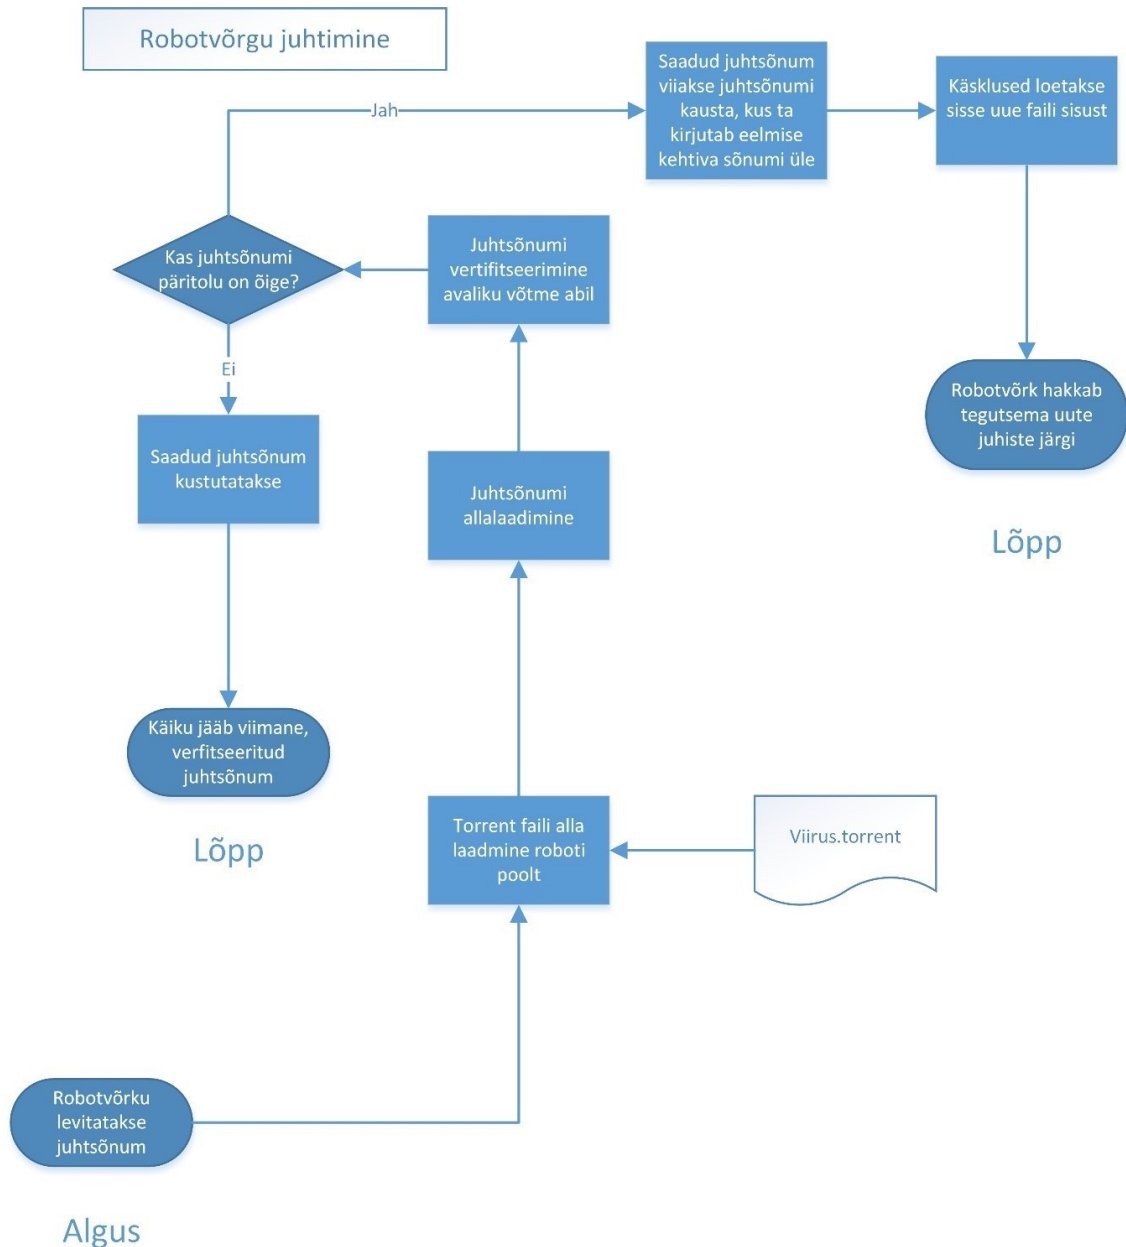 Robotvõrgu juhtimine
Jah
Saadud juhtsõnum
viiakse juhtsõnumi
kausta, kus ta
kirjutab eelmise
kehtiva sõnumi üle
Käsklused loetakse
sisse uue faili sisust
Kas juhtsõnumi
päritolu on õige?
Juhtsõnumi
vertifitseerimine
avaliku võtme abil
Ei
Robotvõrk hakkab
tegutsema uute
juhiste järgi
Saadud juhtsõnum
kustutatakse
Juhtsõnumi
allalaadimine
Lõpp
Käiku jääb viimane,
verfitseeritud
juhtsõnum
Lõpp
Torrent faili alla
laadmine roboti
poolt
Viirus.torrent
Robotvõrku
levitatakse
juhtsõnum
Algus